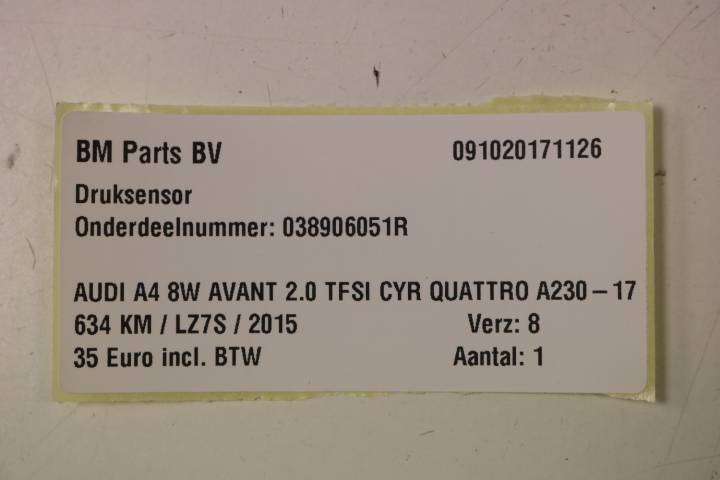 BM Parts BV 091020171126
Druksensor
Onderdeelnummer: 038906051R
AUDI A4 8W AVANT 2.0 TFSI CYR QUATTRO A230-17
634 KM / LZ7S / 2015 Verz: 8
35 Euro incl. BTW Aantal: 1